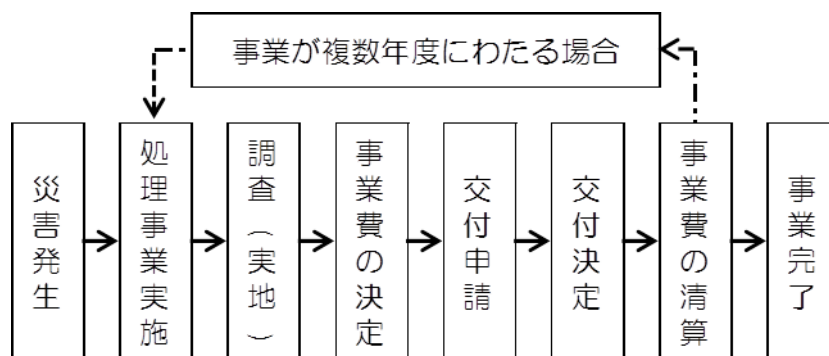 事業が複数年度にわたる場合
災害発生
処理事業実施
調査（実地）
事業費の決定
交付申請
交付決定
事業費の清算
事業完了